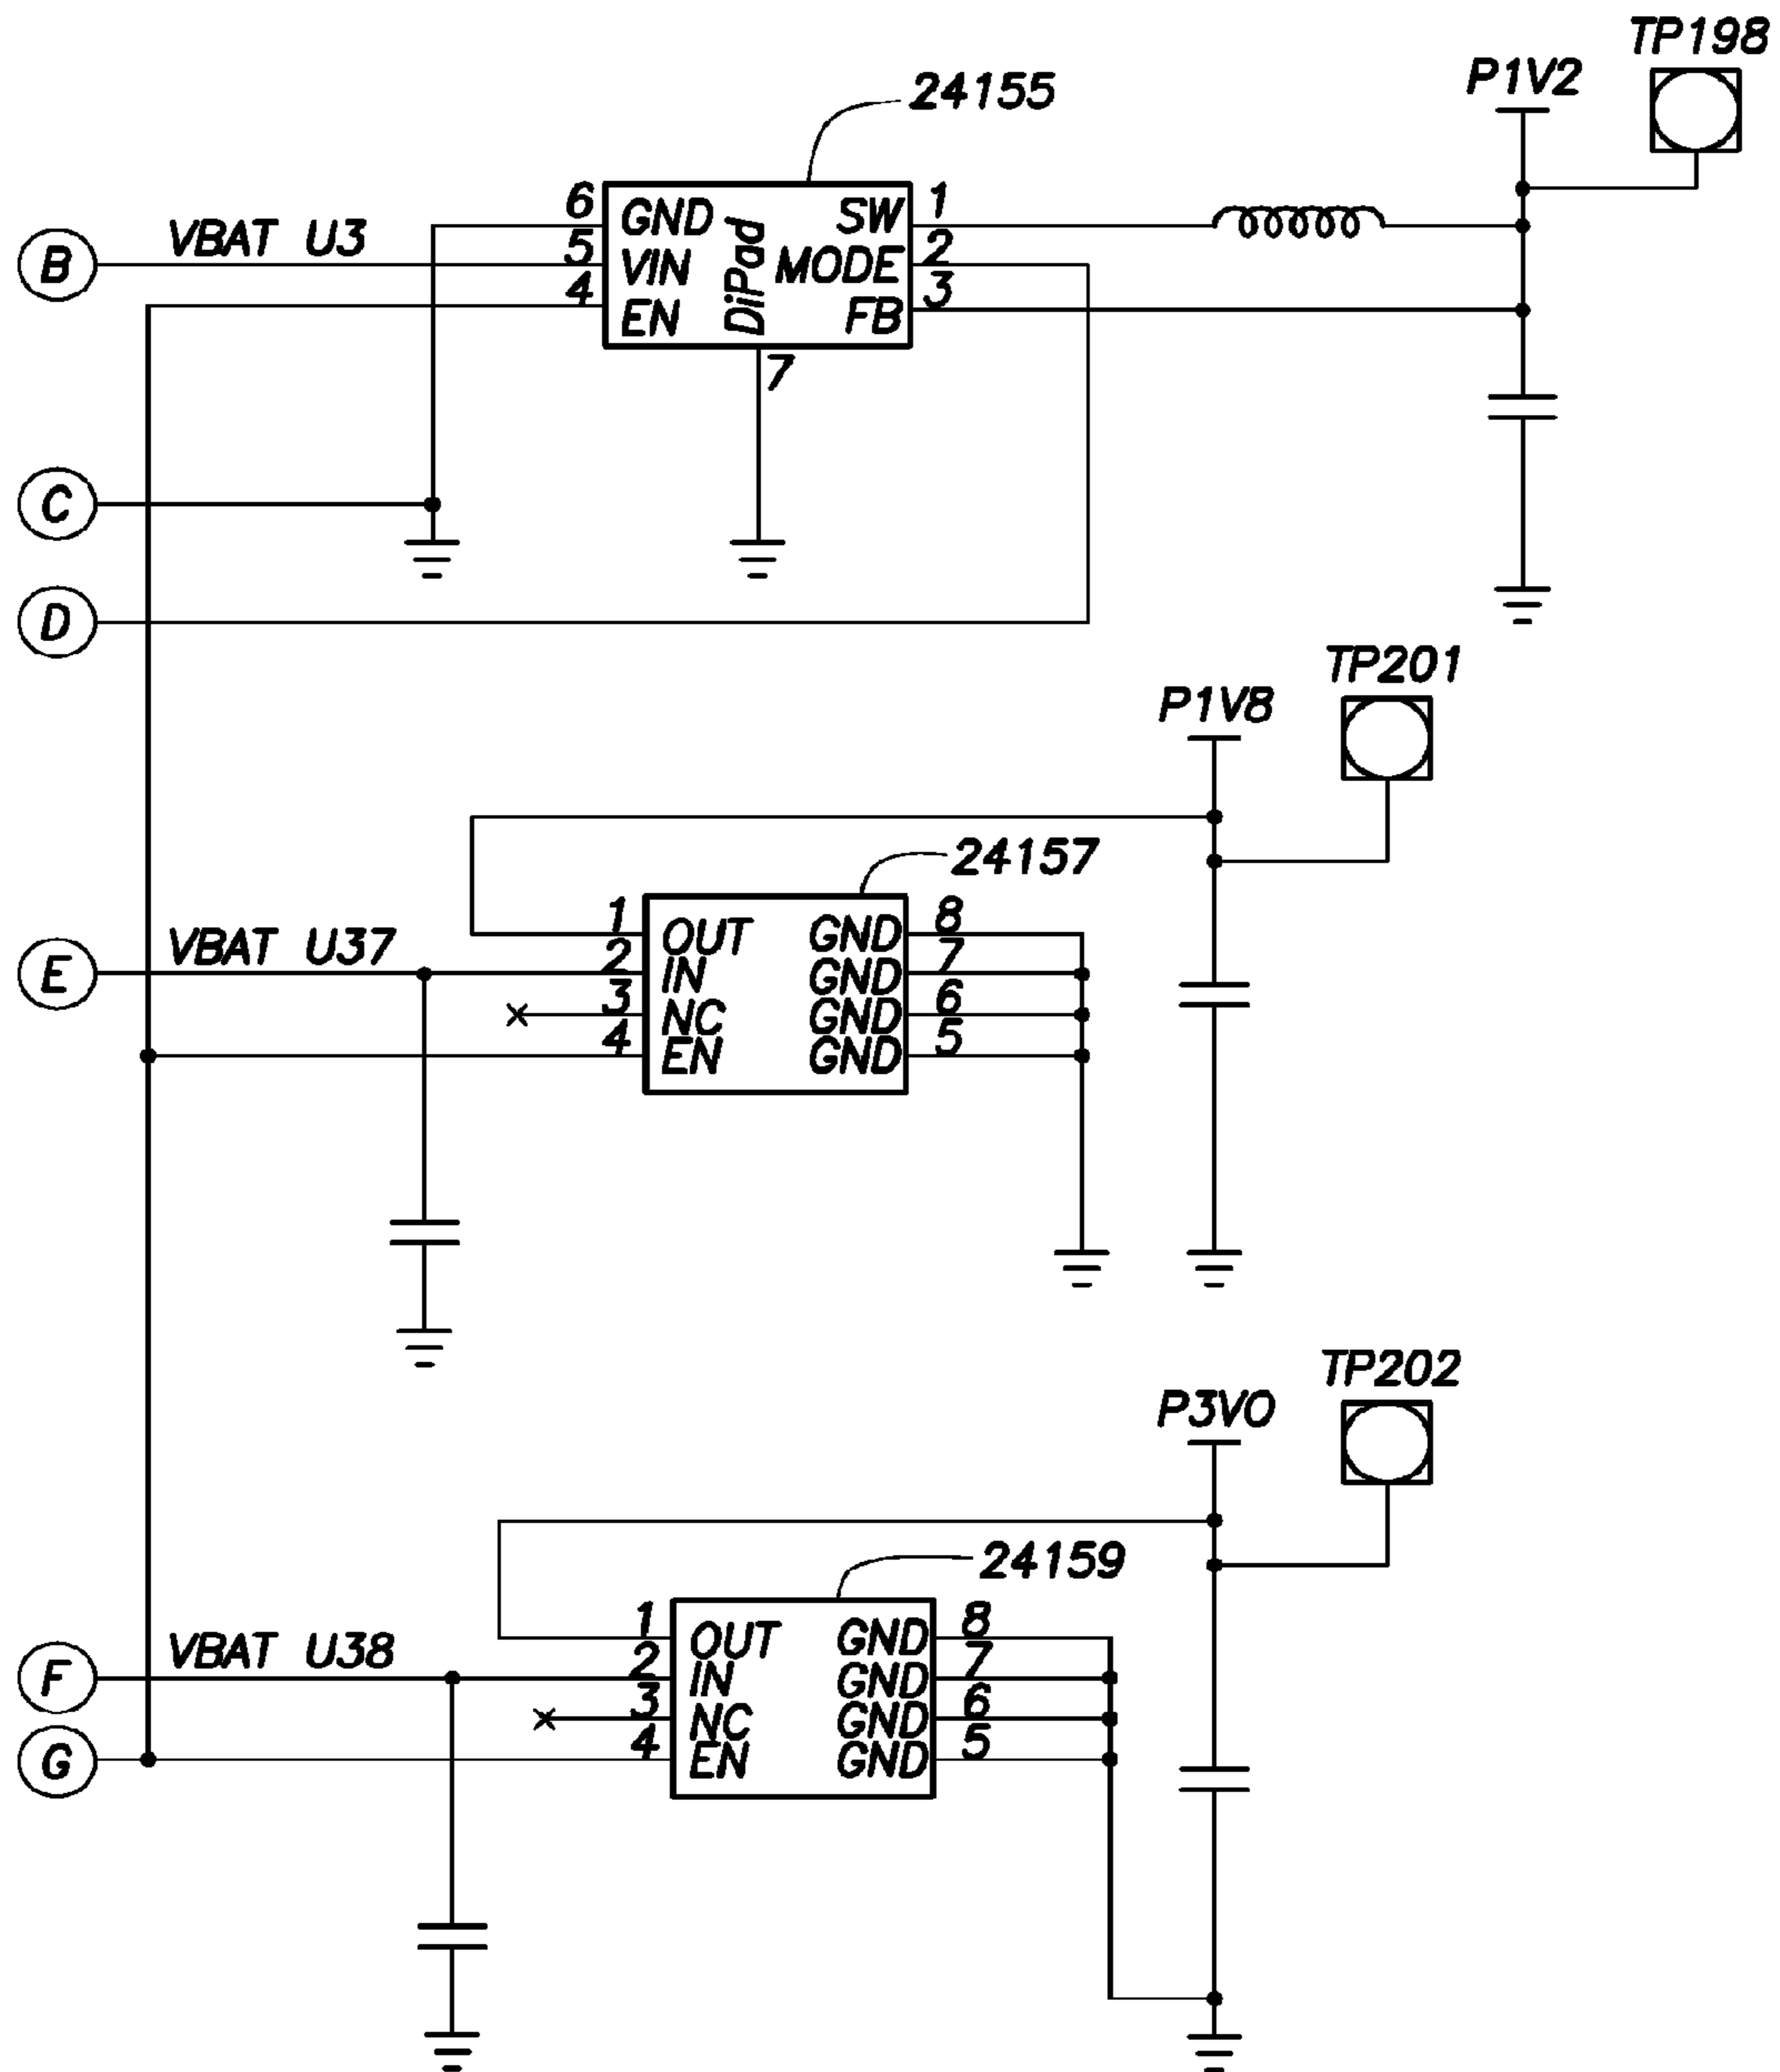 TP198
P1V2
24155
6 GND SW 1
B VBAT U3 5 VIN MODE 2
4 EN FB 3
DiPad
7
C
D
TP201
P1V8
24157
1 OUT GND 8
E VBAT U37 2 IN GND 7
3 NC GND 6
4 EN GND 5
TP202
P3V0
24159
1 OUT GND 8
F VBAT U38 2 IN GND 7
3 NC GND 6
G 4 EN GND 5